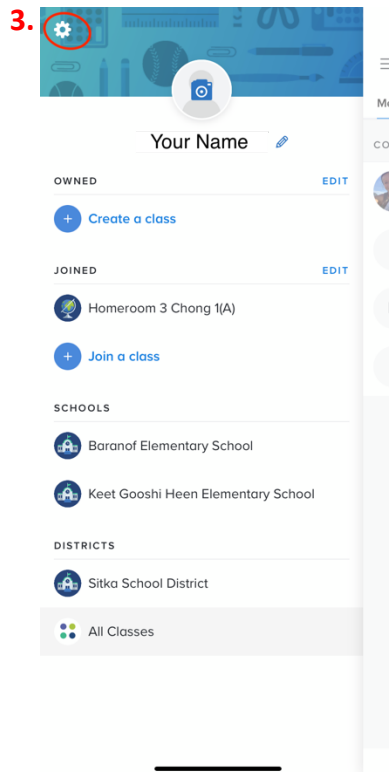 3.
Your Name
OWNED EDIT
Create a class
JOINED EDIT
Homeroom 3 Chong 1(A)
Join a class
SCHOOLS
Baranof Elementary School
Keet Gooshi Heen Elementary School
DISTRICTS
Sitka School District
All Classes